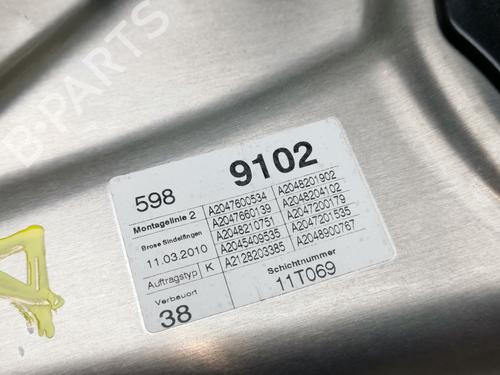 B-PARTS
598 9102
Montagelinie 2 A2047600534 A2048201902
A2047660139 A2048204102
Brose Sindelfingen A2048210751 A2047200179
11.03.2010 A2045409535 A2047201535
Auftragstyp K A2128203385 A2048900767
Verbauort Schichtnummer
38 11T069